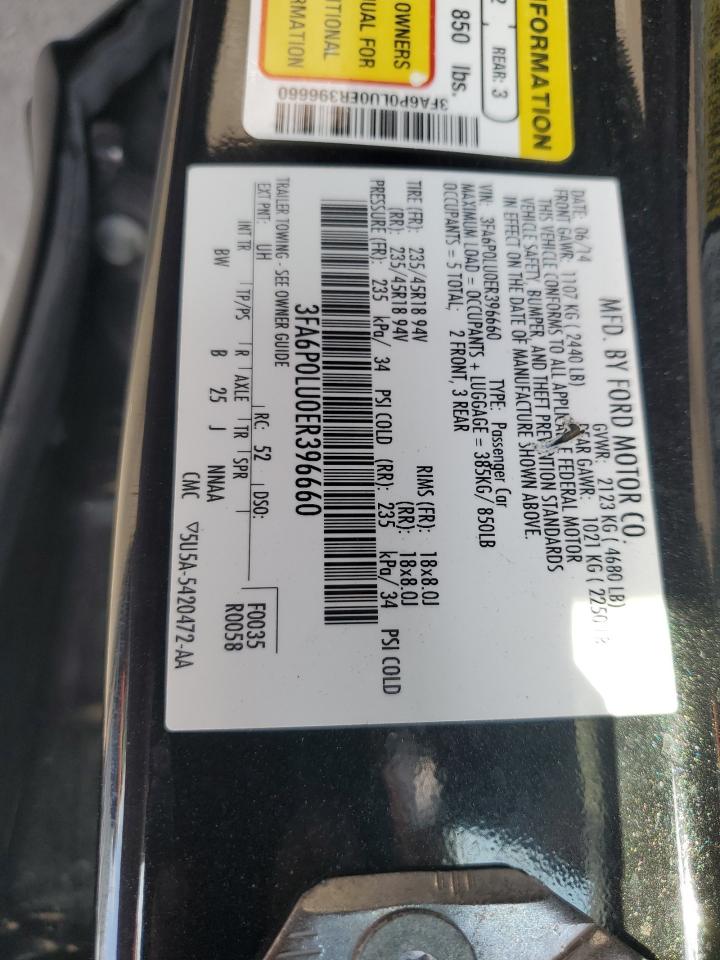 INFORMATION
REAR: 3
850 lbs.
OWNERS
UAL FOR
ITIONAL
RMATION
3FA6P0LU0ER396660
MFD. BY FORD MOTOR CO.
DATE: 06/14 GVWR: 2123 KG ( 4680 LB)
FRONT GAWR: 1107 KG ( 2440 LB) REAR GAWR: 1021 KG ( 2250 LB
THIS VEHICLE CONFORMS TO ALL APPLICA E FEDERAL MOTOR
VEHICLE SAFETY, BUMPER, AND THEFT PREVENTION STANDARDS
IN EFFECT ON THE DATE OF MANUFACTURE SHOWN ABOVE.
VIN: 3FA6P0LU0ER396660 TYPE: Passenger Car
MAXIMUM LOAD = OCCUPANTS + LUGGAGE = 385KG/ 850LB
OCCUPANTS = 5 TOTAL; 2 FRONT, 3 REAR
TIRE (FR): 235/45R18 94V RIMS (FR): 18x8.0J
(RR): 235/45R18 94V (RR): 18x8.0J
PRESSURE (FR): 235 kPa/ 34 PSI COLD (RR): 235 kPa/ 34 PSI COLD
3FA6P0LU0ER396660
TRAILER TOWING - SEE OWNER GUIDE
EXT PNT: UH RC: 52 DSO: F0035
INT TR TP/PS R AXLE TR SPR R0058
BW B 25 J NNAA
CMC 5U5A-5420472-AA